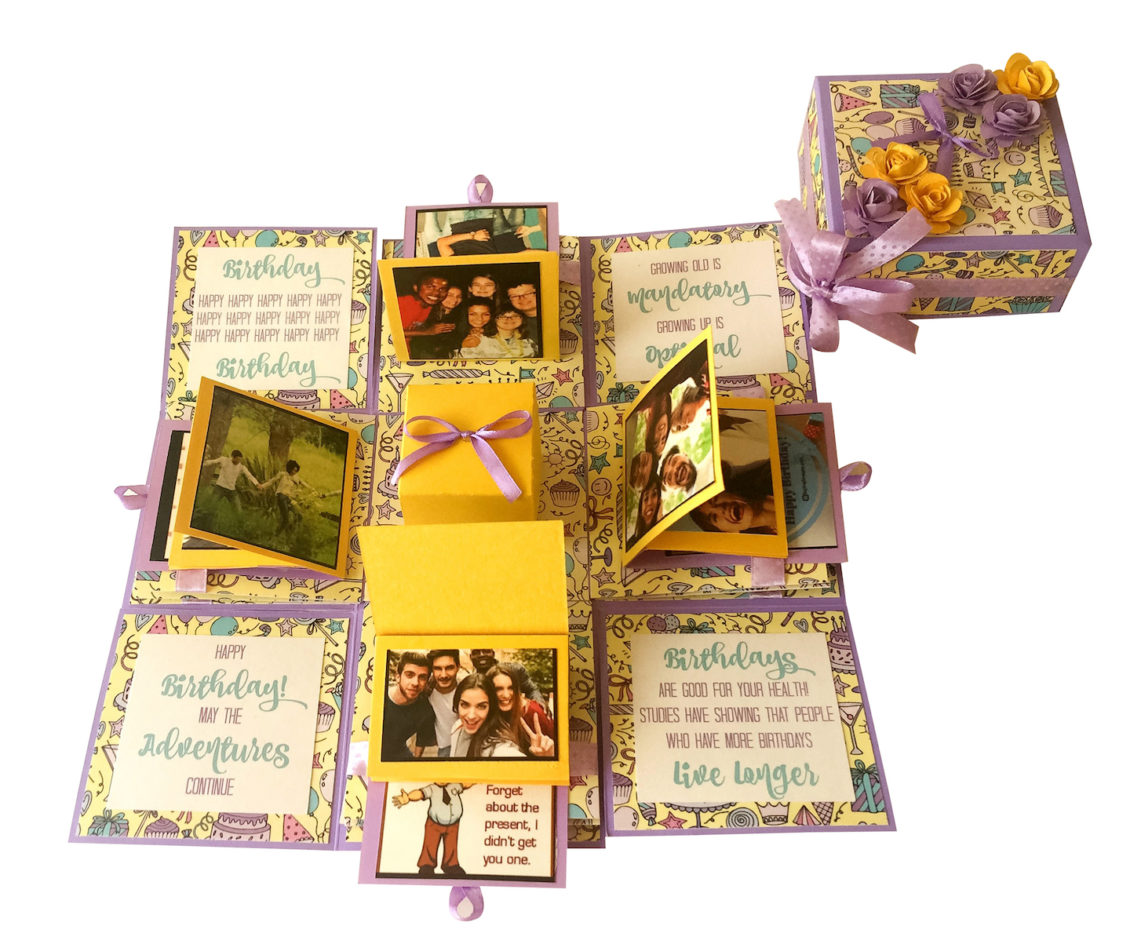 Birthday
HAPPY HAPPY HAPPY HAPPY HAPPY
HAPPY HAPPY HAPPY HAPPY HAPPY
HAPPY HAPPY HAPPY HAPPY HAPPY
Birthday
GROWING OLD IS
mandatory
GROWING UP IS
Happy Birthday!
HAPPY
Birthday!
MAY THE
Adventures
CONTINUE
Birthdays
ARE GOOD FOR YOUR HEALTH!
STUDIES HAVE SHOWING THAT PEOPLE
WHO HAVE MORE BIRTHDAYS
Live Longer
Forget
about the
present, I
didn't get
you one.